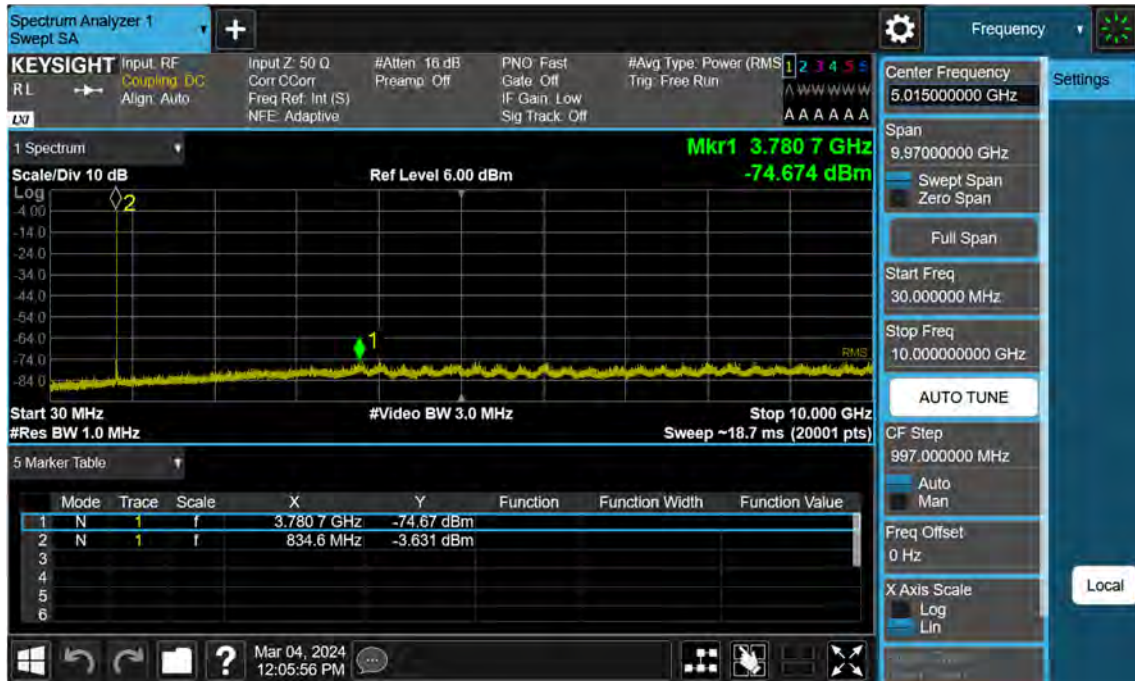 Spectrum Analyzer 1
Swept SA
Frequency
KEYSIGHT
RL
LXI
Input: RF
Coupling: DC
Align: Auto
Input Z: 50 Ω
Corr CCorr
Freq Ref: Int (S)
NFE: Adaptive
#Atten: 16 dB
Preamp: Off
PNO: Fast
Gate: Off
IF Gain: Low
Sig Track: Off
#Avg Type: Power (RMS
Trig: Free Run
1 2 3 4 5 6
A W W W W W
A A A A A A
1 Spectrum
Mkr1 3.780 7 GHz
-74.674 dBm
Scale/Div 10 dB
Ref Level 6.00 dBm
Log
-4.00
-14.0
-24.0
-34.0
-44.0
-54.0
-64.0
-74.0
-84.0
2
1
RMS
Start 30 MHz
#Video BW 3.0 MHz
Stop 10.000 GHz
#Res BW 1.0 MHz
Sweep ~18.7 ms (20001 pts)
5 Marker Table
Mode Trace Scale X Y Function Function Width Function Value
1 N 1 f 3.780 7 GHz -74.67 dBm
2 N 1 f 834.6 MHz -3.631 dBm
3
4
5
6
Mar 04, 2024
12:05:56 PM
Center Frequency
5.015000000 GHz
Span
9.97000000 GHz
Swept Span
Zero Span
Full Span
Start Freq
30.000000 MHz
Stop Freq
10.000000000 GHz
AUTO TUNE
CF Step
997.000000 MHz
Auto
Man
Freq Offset
0 Hz
X Axis Scale
Log
Lin
Settings
Local